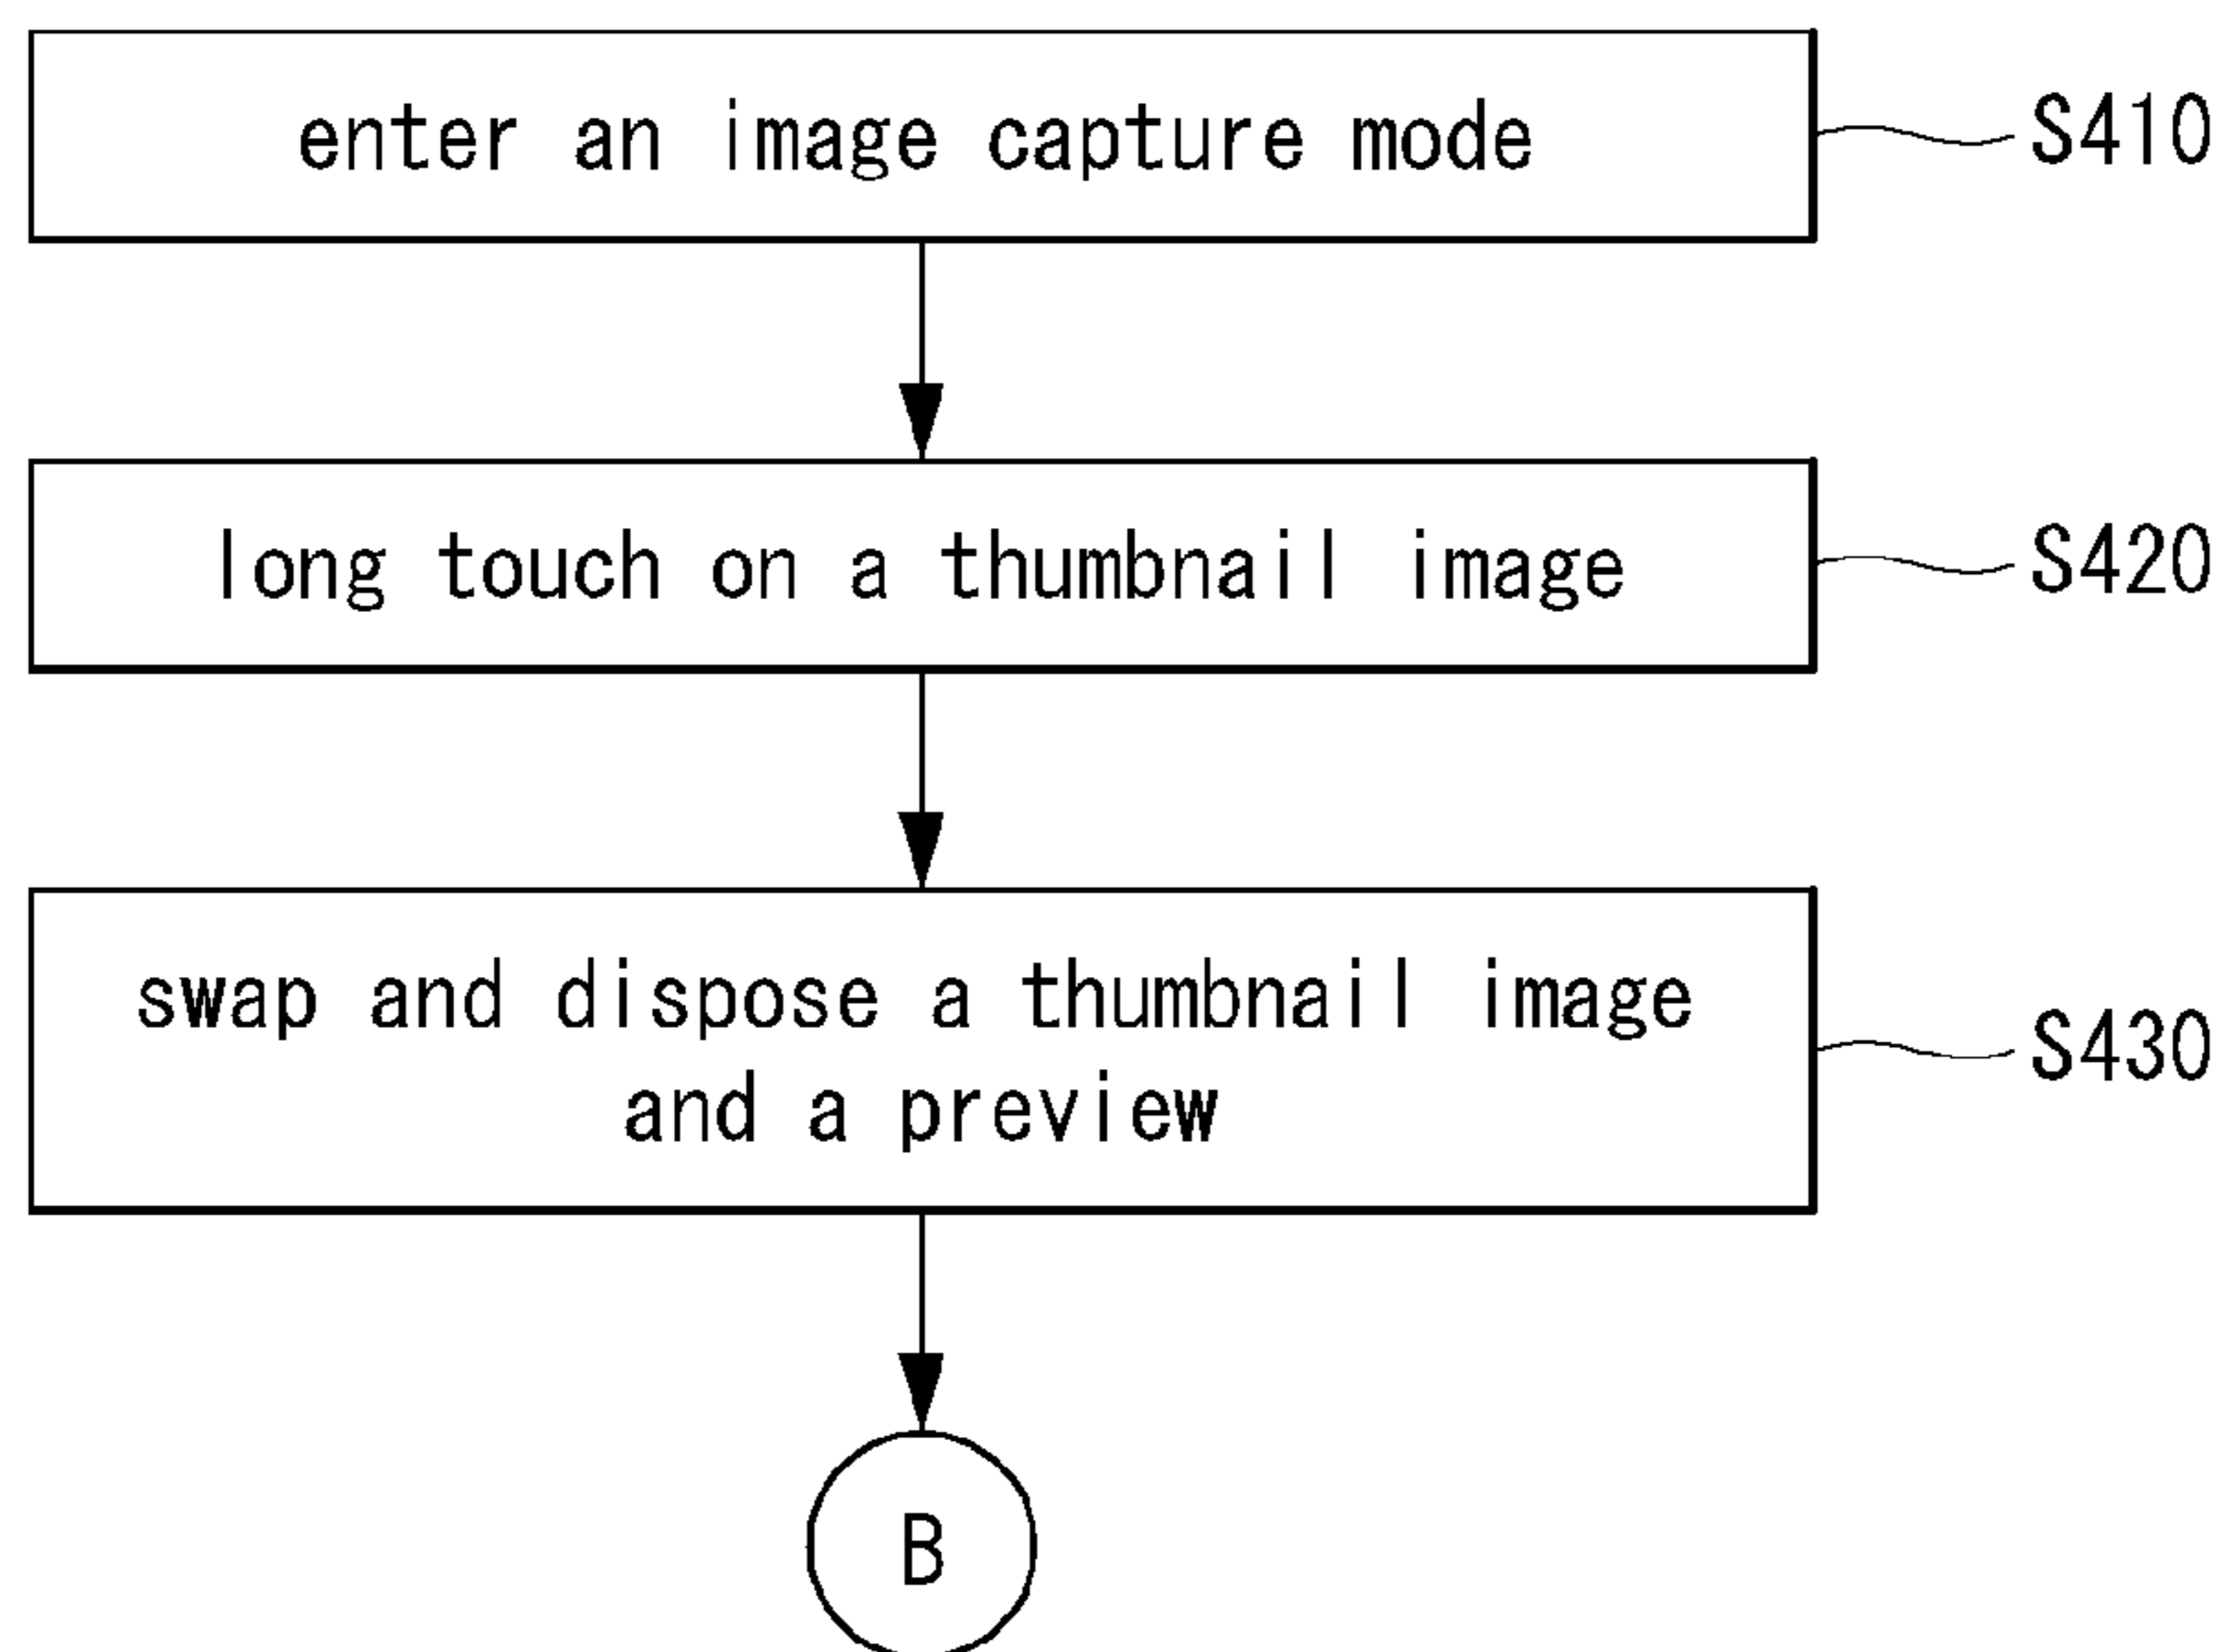 enter an image capture mode
S410
long touch on a thumbnail image
S420
swap and dispose a thumbnail image
and a preview
S430
B